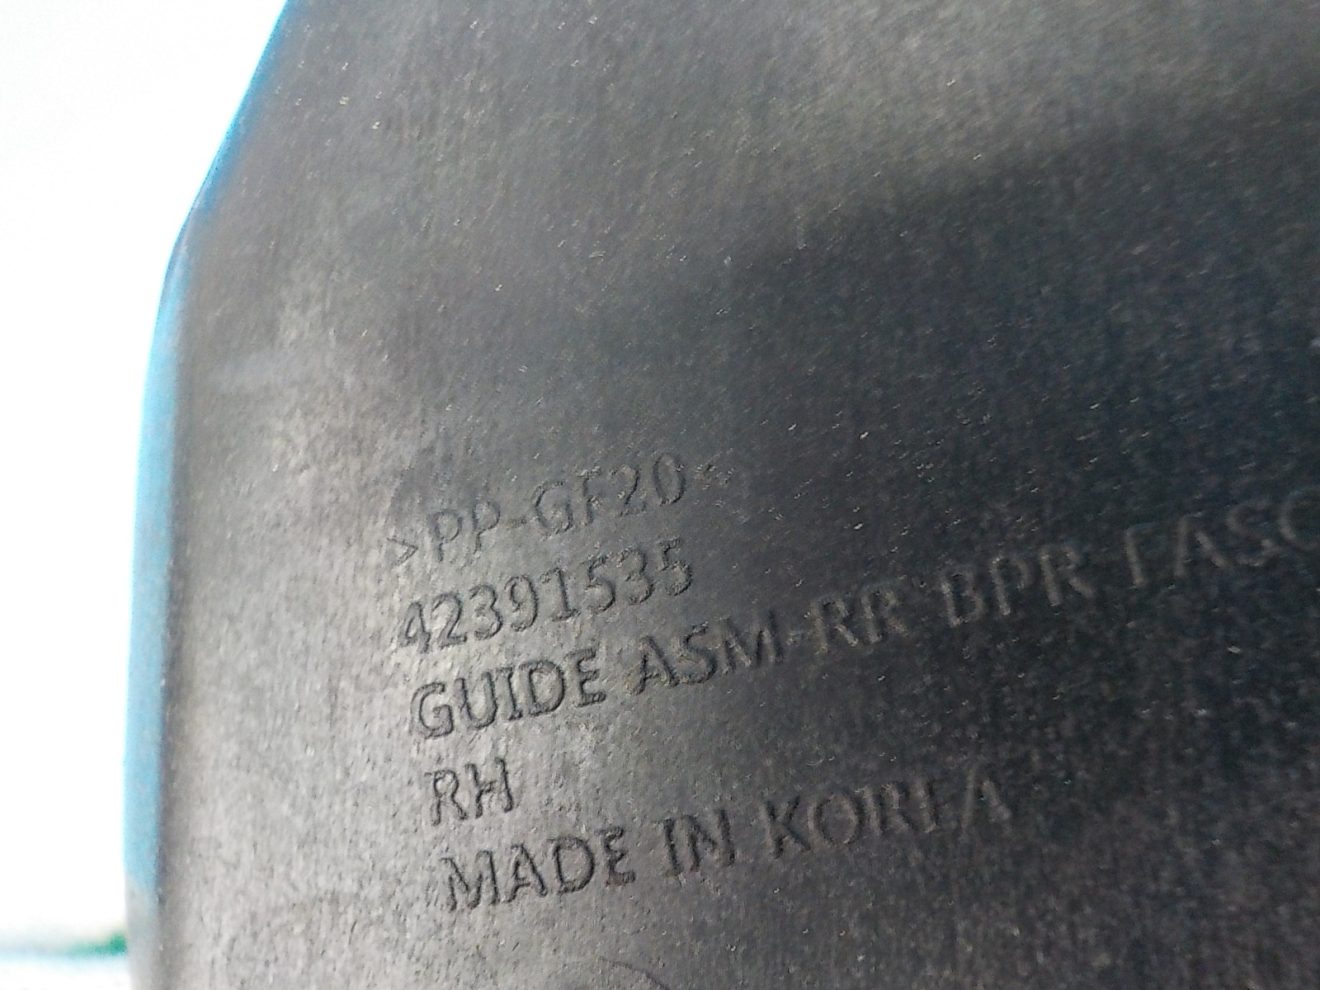 >PP-GF20<
42391535
GUIDE ASM-RR BPR FASC
RH
MADE IN KOREA